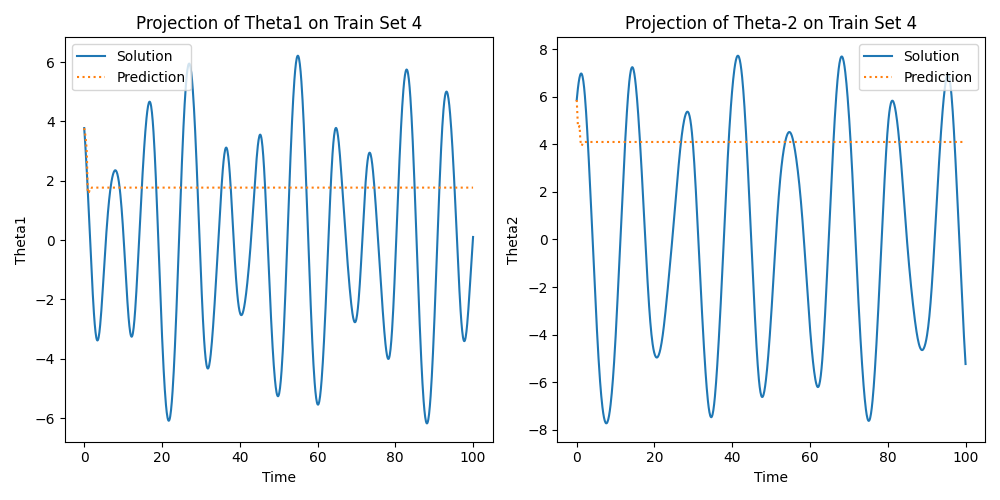 Projection of Theta1 on Train Set 4
Solution
Prediction
6
4
2
0
−2
−4
−6
Theta1
0
20
40
60
80
100
Time
Projection of Theta-2 on Train Set 4
Solution
Prediction
8
6
4
2
0
−2
−4
−6
−8
Theta2
0
20
40
60
80
100
Time